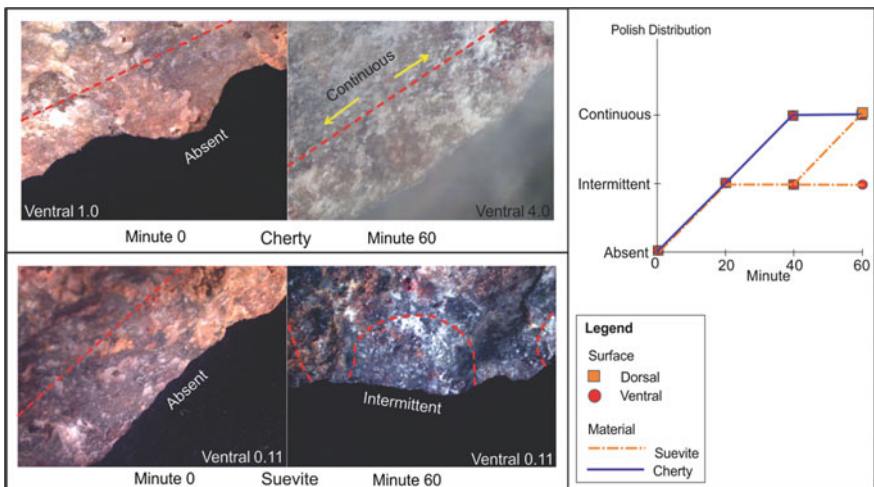 Absent
Ventral 1.0
Continuous
Ventral 4.0
Minute 0 Cherty Minute 60
Absent
Ventral 0.11
Intermittent
Ventral 0.11
Minute 0 Suevite Minute 60
Polish Distribution
Continuous
Intermittent
Absent
0 20 40 60
Minute
Legend
Surface
Dorsal
Ventral
Material
Suevite
Cherty